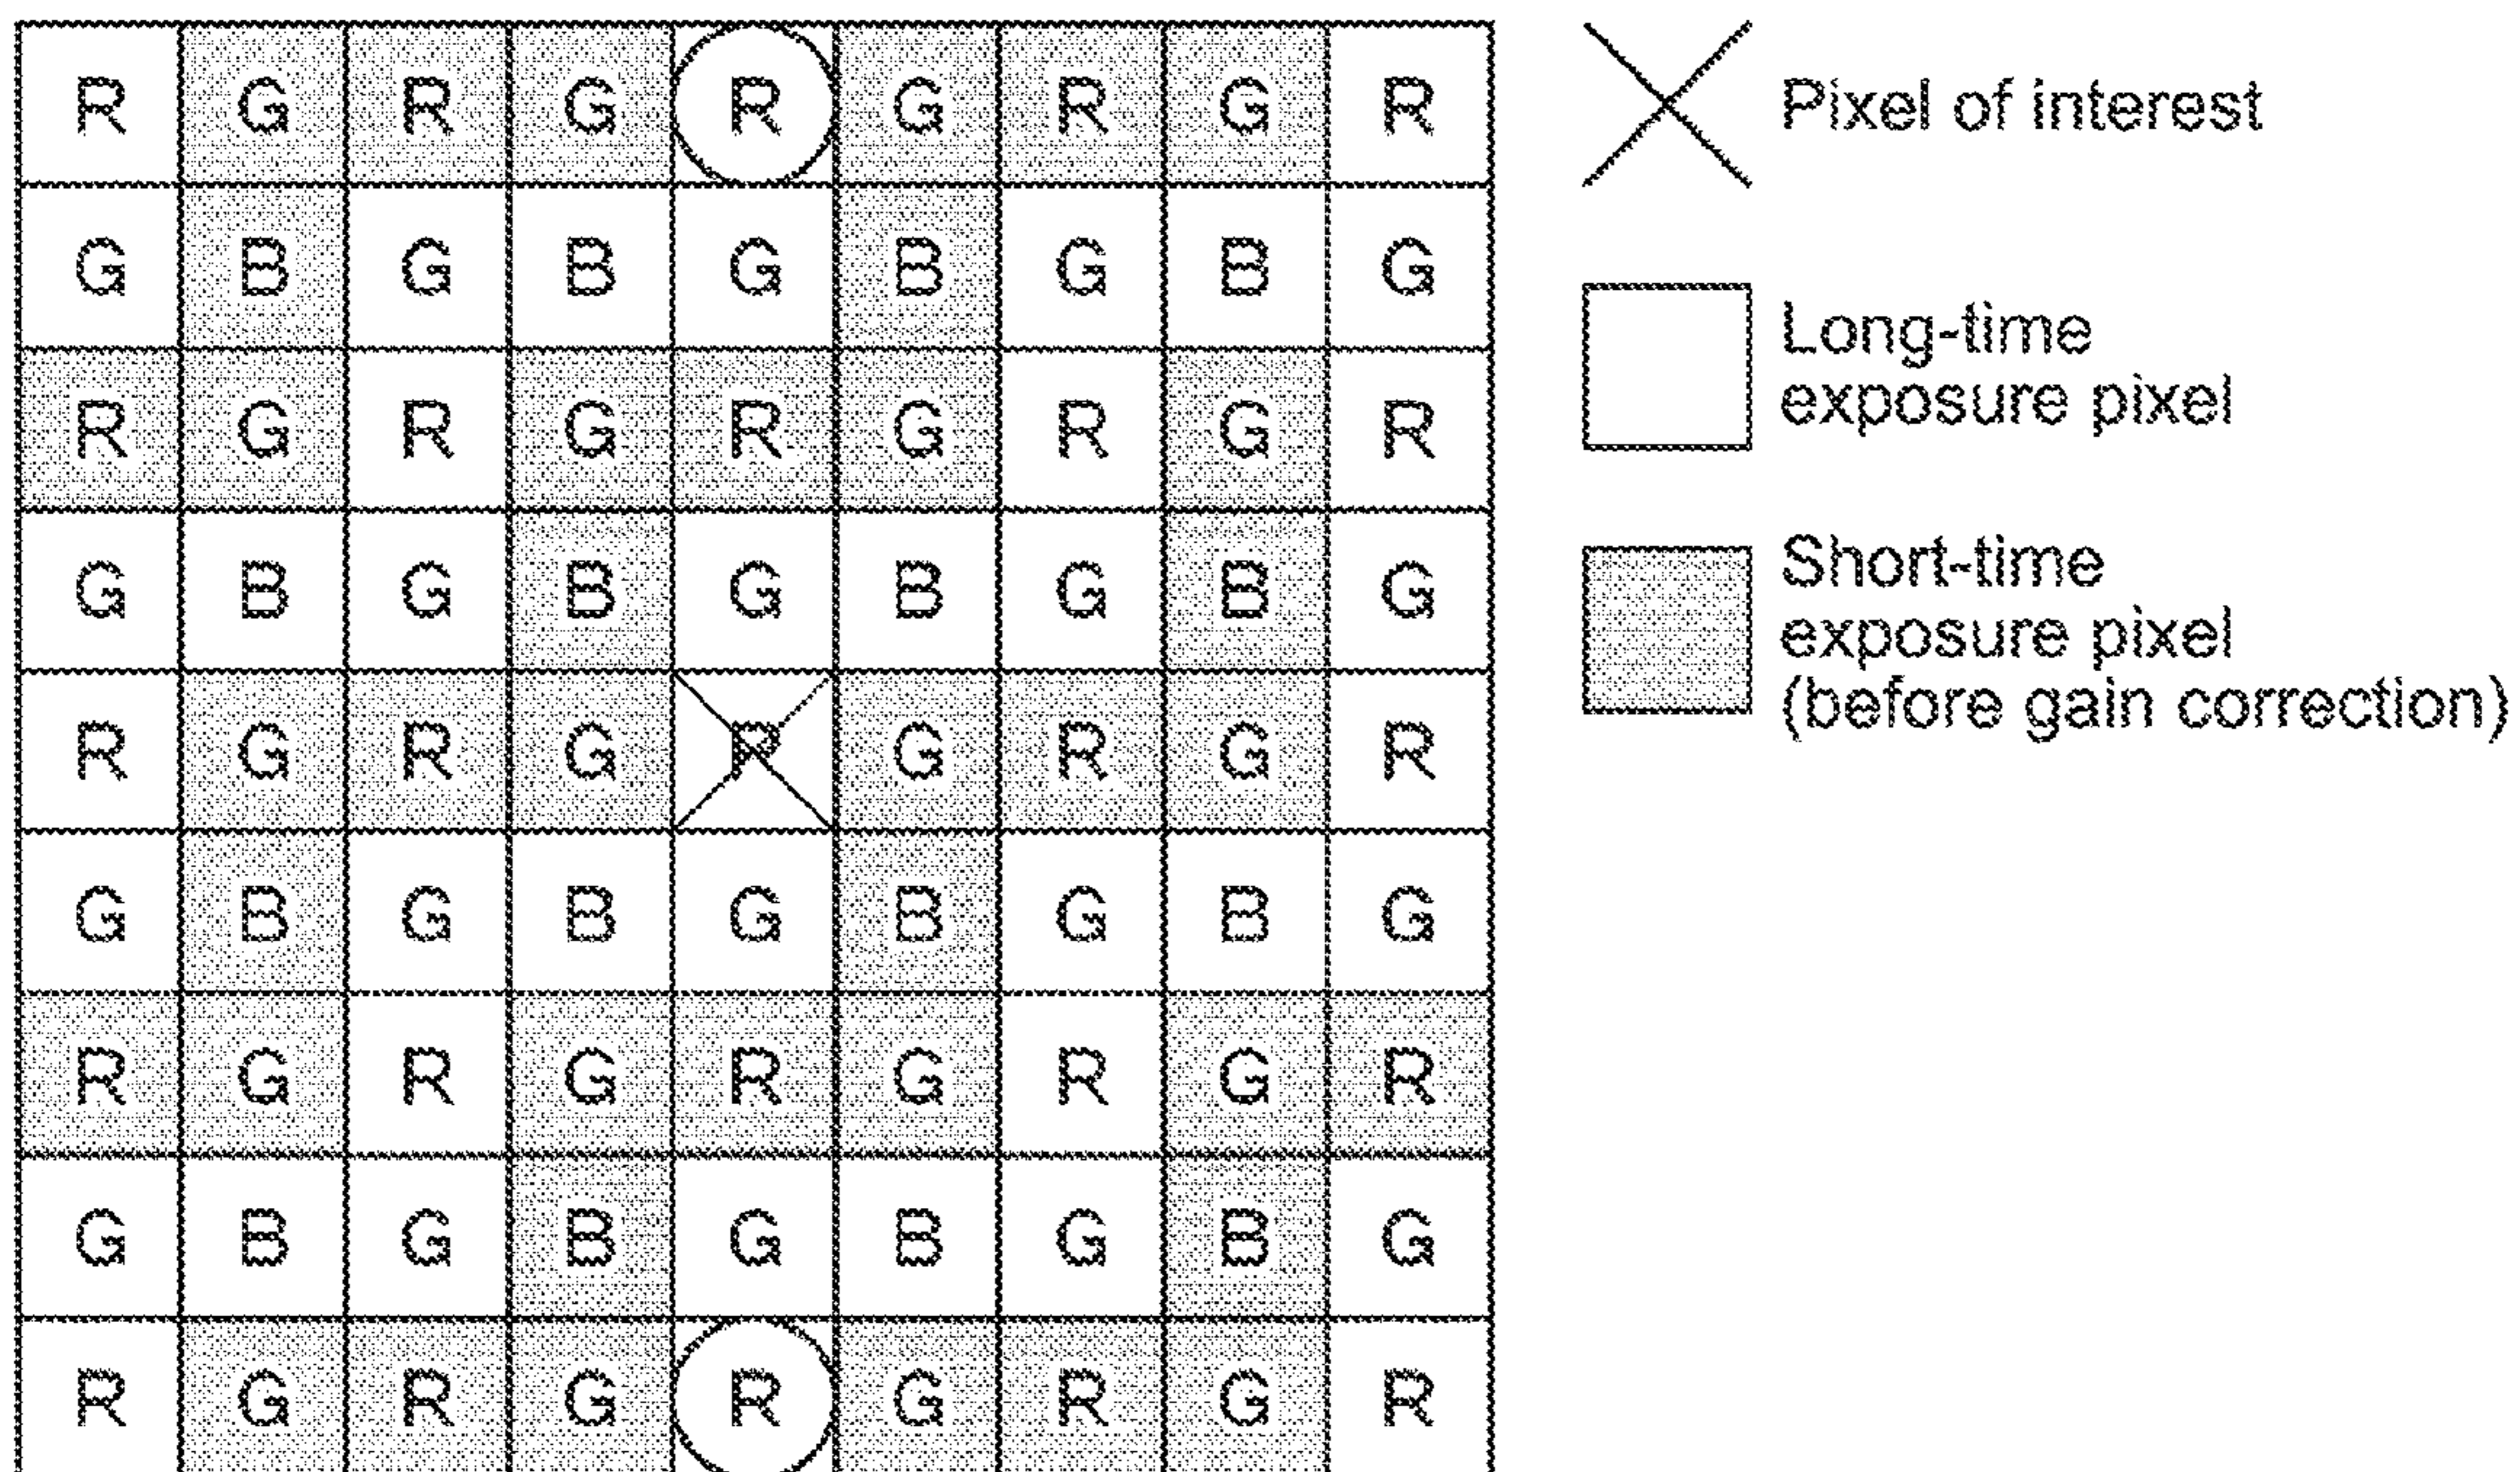 R G R G R G R G R
G B G B G B G B G
R G R G R G R G R
G B G B G B G B G
R G R G R G R G R
G B G B G B G B G
R G R G R G R G R
G B G B G B G B G
R G R G R G R G R
Pixel of interest
Long-time
exposure pixel
Short-time
exposure pixel
(before gain correction)